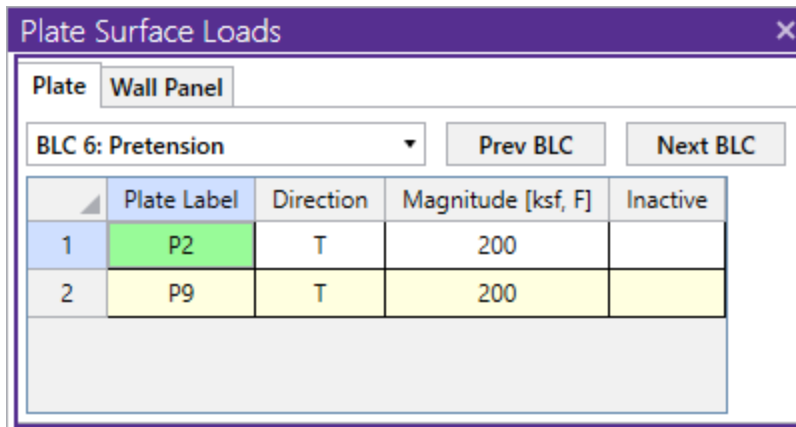 Plate Surface Loads ×
Plate Wall Panel
BLC 6: Pretension Prev BLC Next BLC
Plate Label Direction Magnitude [ksf, F] Inactive
1 P2 T 200
2 P9 T 200